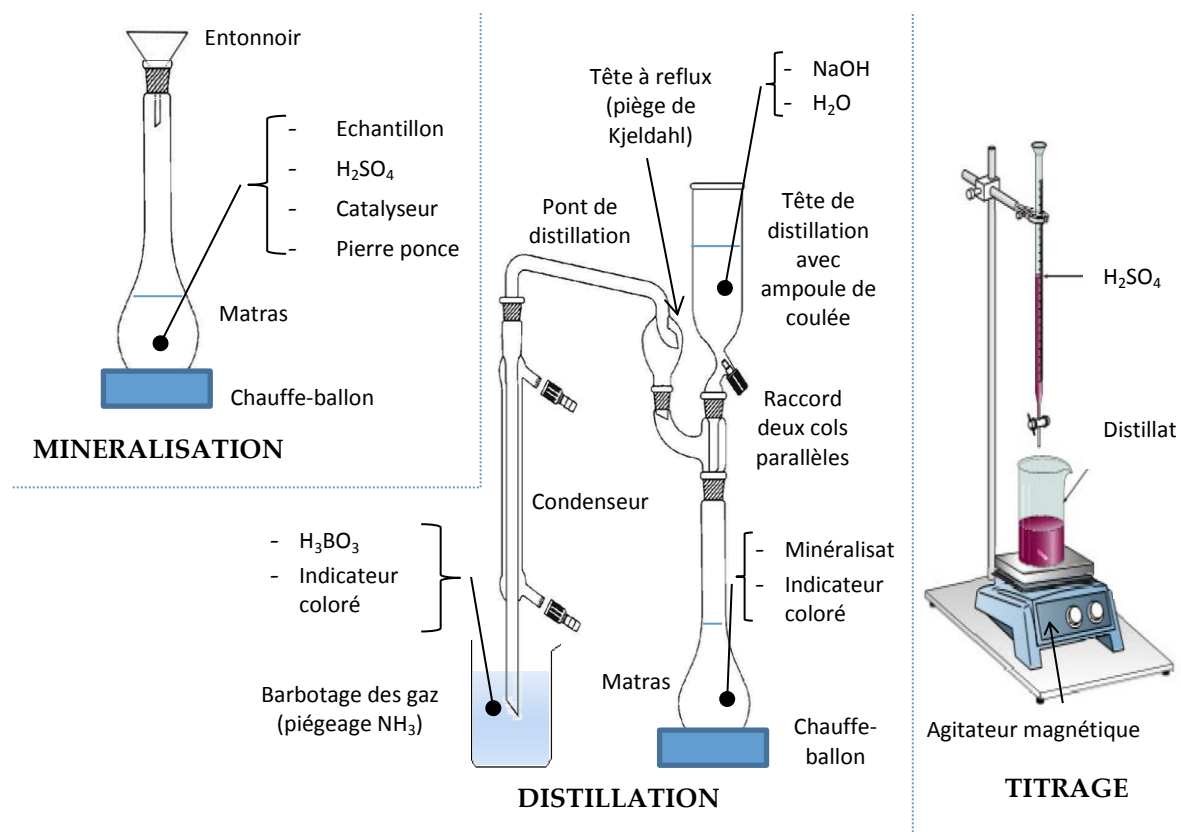 Entonnoir
- Echantillon
- H₂SO₄
- Catalyseur
- Pierre ponce
Matras
Chauffe-ballon
MINERALISATION
Tête à reflux
(piège de
Kjeldahl)
- NaOH
- H₂O
Pont de
distillation
Tête de
distillation
avec
ampoule de
coulée
Raccord
deux cols
parallèles
Condenseur
- H₃BO₃
- Indicateur
coloré
- Minéralisat
- Indicateur
coloré
Barbotage des gaz
(piégeage NH₃)
Matras
Chauffe-
ballon
DISTILLATION
H₂SO₄
Distillat
Agitateur magnétique
TITRAGE